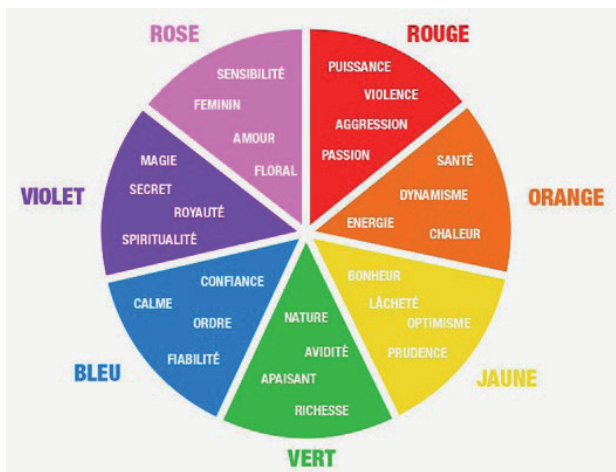 ROSE
SENSIBILITÉ
FEMININ
AMOUR
FLORAL
ROUGE
PUISSANCE
VIOLENCE
AGGRESSION
PASSION
ORANGE
SANTÉ
DYNAMISME
ENERGIE
CHALEUR
JAUNE
BONHEUR
LÂCHETÉ
OPTIMISME
PRUDENCE
VERT
NATURE
AVIDITÉ
APAISANT
RICHESSE
BLEU
CONFIANCE
CALME
ORDRE
FIABILITÉ
VIOLET
MAGIE
SECRET
ROYAUTÉ
SPIRITUALITÉ